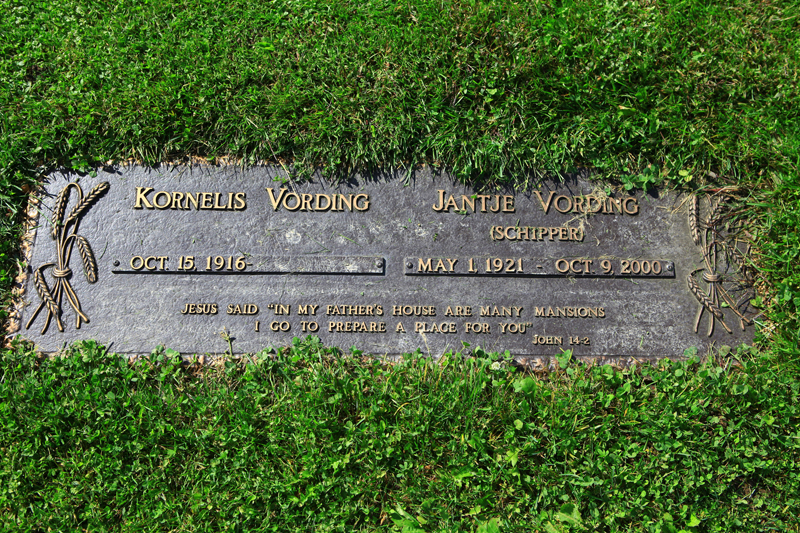 KORNELIS VORDING
OCT. 15, 1916-
JANTJE VORDING
(SCHIPPER)
MAY 1, 1921 - OCT 9, 2000
JESUS SAID "IN MY FATHER'S HOUSE ARE MANY MANSIONS
I GO TO PREPARE A PLACE FOR YOU"
JOHN 14-2